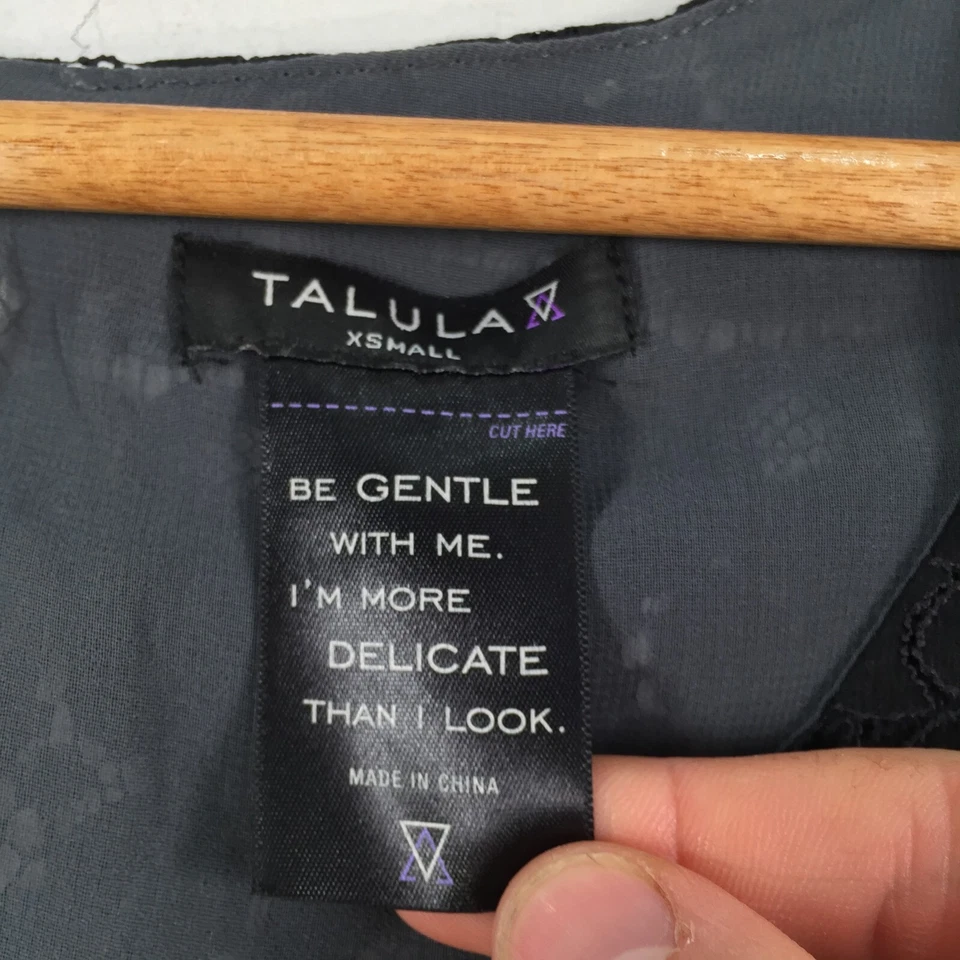 TALULA
XSMALL
CUT HERE
BE GENTLE
WITH ME.
I'M MORE
DELICATE
THAN I LOOK.
MADE IN CHINA